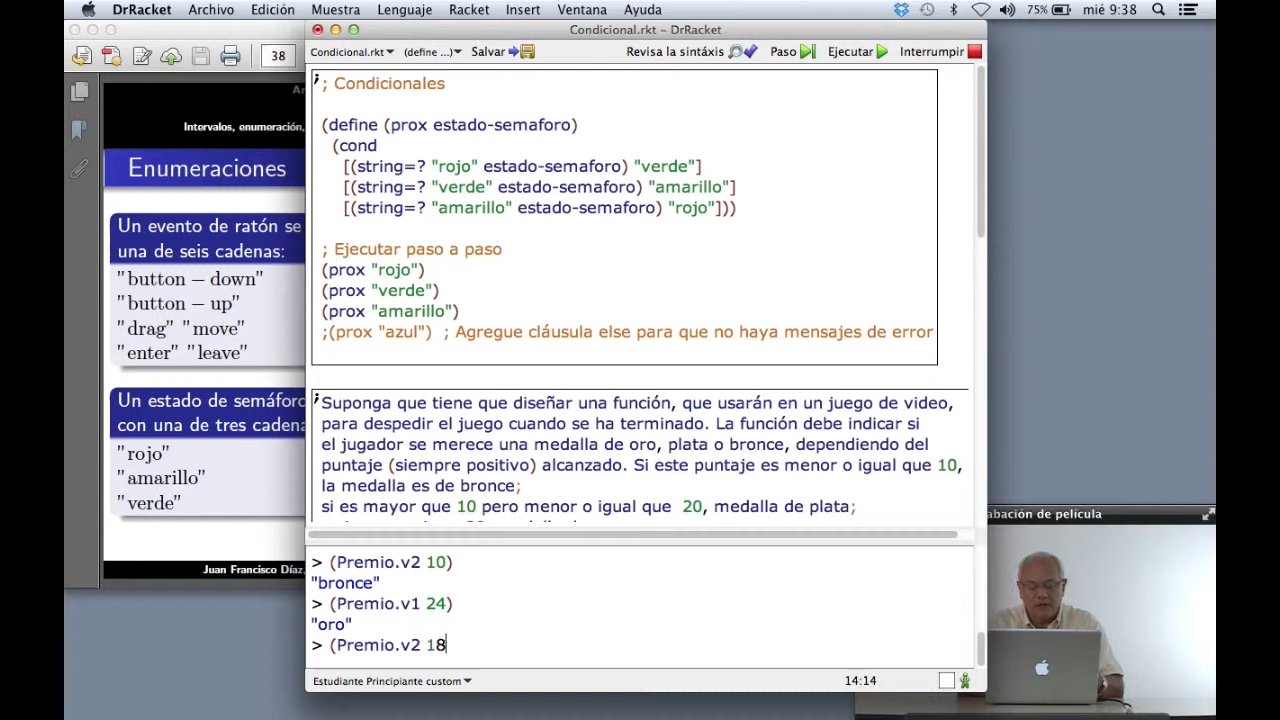 DrRacket Archivo Edición Muestra Lenguaje Racket Insert Ventana Ayuda 75% mié 9:38
Condicional.rkt – DrRacket
Condicional.rkt (define ...) Salvar Revisa la sintáxis Paso Ejecutar Interrumpir
38
; Condicionales
(define (prox estado-semaforo)
(cond
[(string=? "rojo" estado-semaforo) "verde"]
[(string=? "verde" estado-semaforo) "amarillo"]
[(string=? "amarillo" estado-semaforo) "rojo"]))
; Ejecutar paso a paso
(prox "rojo")
(prox "verde")
(prox "amarillo")
;(prox "azul") ; Agregue cláusula else para que no haya mensajes de error
Suponga que tiene que diseñar una función, que usarán en un juego de video,
para despedir el juego cuando se ha terminado. La función debe indicar si
el jugador se merece una medalla de oro, plata o bronce, dependiendo del
puntaje (siempre positivo) alcanzado. Si este puntaje es menor o igual que 10,
la medalla es de bronce;
si es mayor que 10 pero menor o igual que 20, medalla de plata;
> (Premio.v2 10)
"bronce"
> (Premio.v1 24)
"oro"
> (Premio.v2 18
Estudiante Principiante custom 14:14
Intervalos, enumeración,
Enumeraciones
Un evento de ratón se
una de seis cadenas:
"button – down"
"button – up"
"drag" "move"
"enter" "leave"
Un estado de semáforo
con una de tres cadena
"rojo"
"amarillo"
"verde"
Juan Francisco Díaz,
abación de película